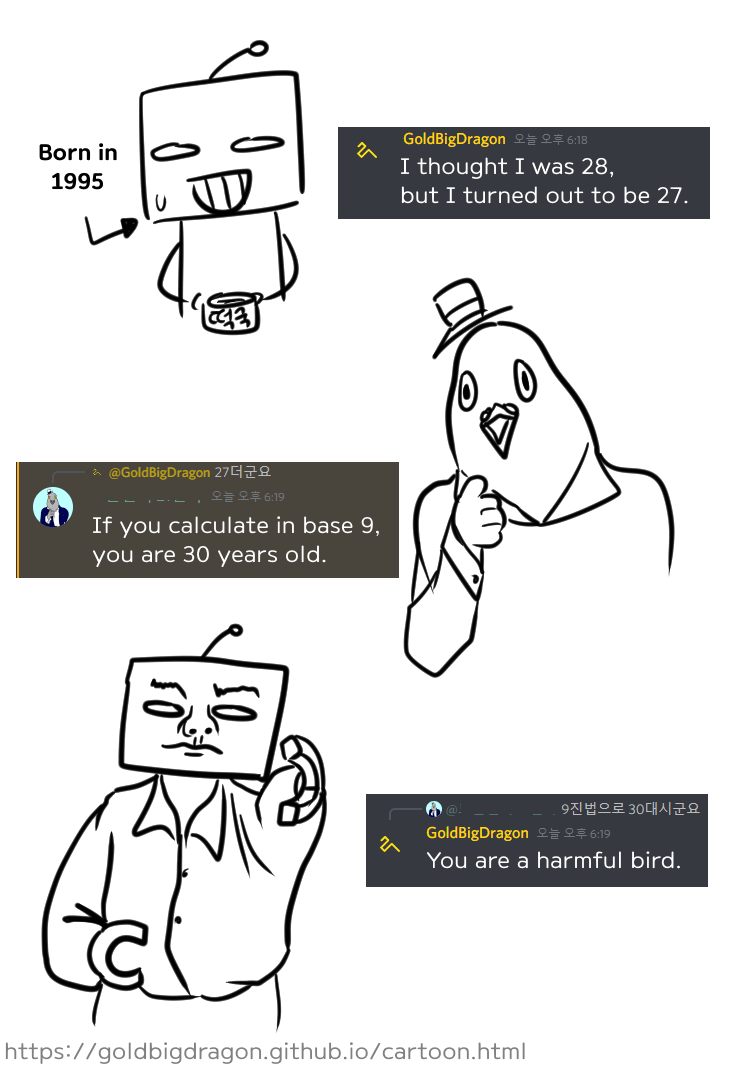 Born in
1995
GoldBigDragon 오늘 오후 6:18
I thought I was 28,
but I turned out to be 27.
떡국
@GoldBigDragon 27더군요
오늘 오후 6:19
If you calculate in base 9,
you are 30 years old.
@ 9진법으로 30대시군요
GoldBigDragon 오늘 오후 6:19
You are a harmful bird.
https://goldbigdragon.github.io/cartoon.html